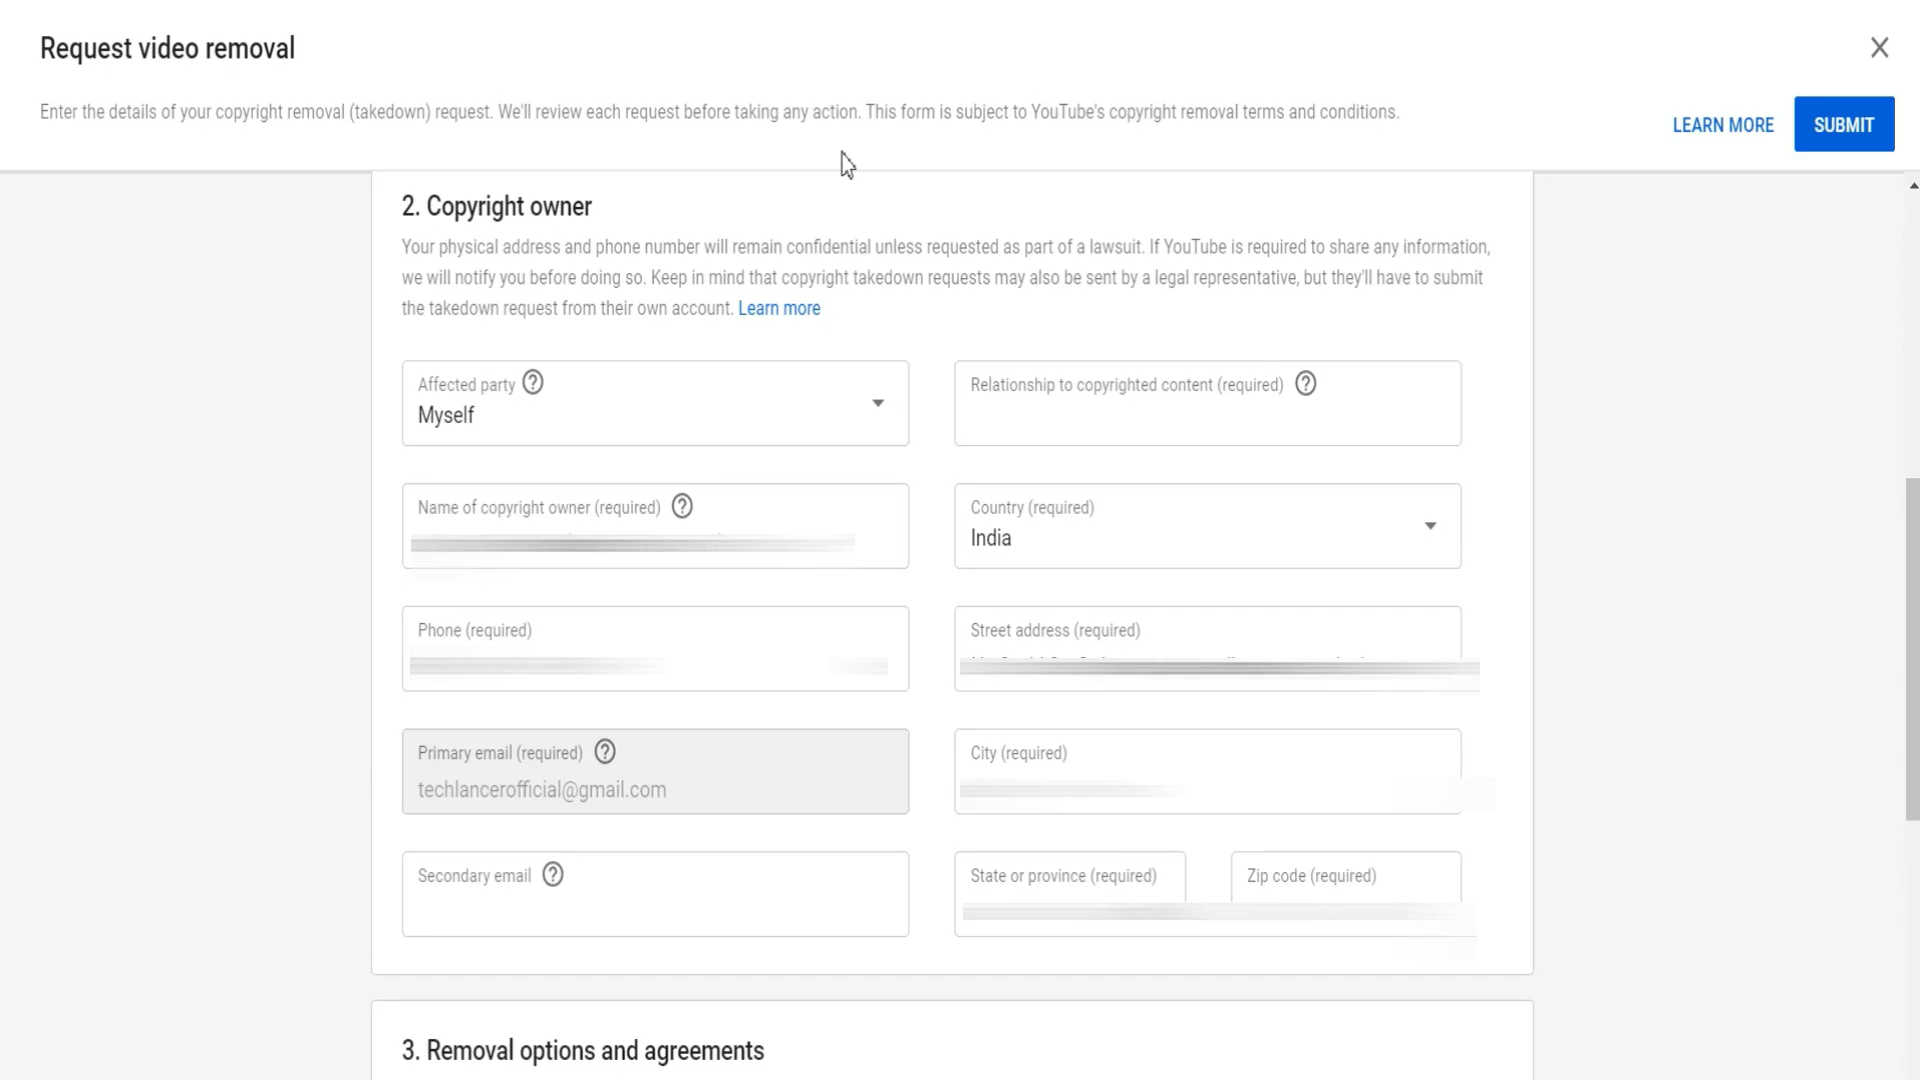 Request video removal
Enter the details of your copyright removal (takedown) request. We'll review each request before taking any action. This form is subject to YouTube's copyright removal terms and conditions.
LEARN MORE
SUBMIT
2. Copyright owner
Your physical address and phone number will remain confidential unless requested as part of a lawsuit. If YouTube is required to share any information,
we will notify you before doing so. Keep in mind that copyright takedown requests may also be sent by a legal representative, but they'll have to submit
the takedown request from their own account. Learn more
Affected party
Myself
Relationship to copyrighted content (required)
Name of copyright owner (required)
Country (required)
India
Phone (required)
Street address (required)
Primary email (required)
techlancerofficial@gmail.com
City (required)
Secondary email
State or province (required)
Zip code (required)
3. Removal options and agreements